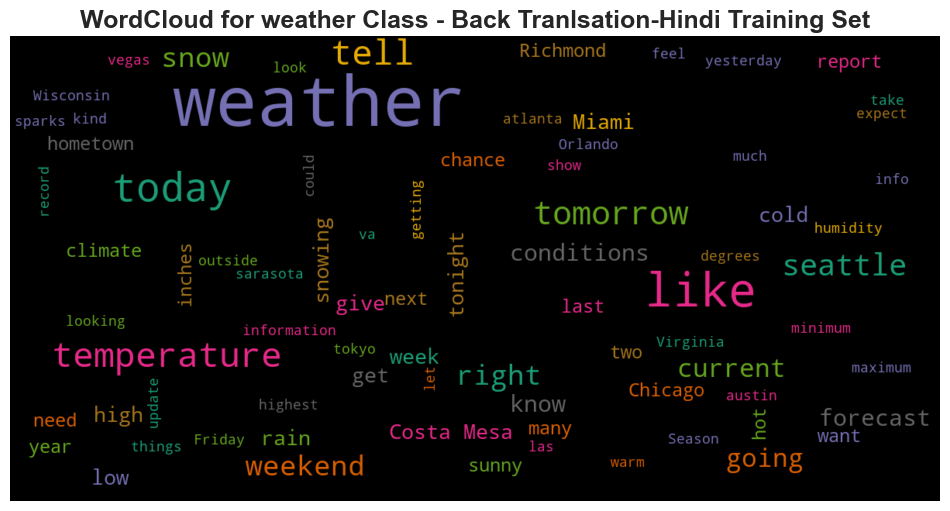 WordCloud for weather Class - Back Tranlsation-Hindi Training Set
vegas
snow
look
tell
Richmond
feel
yesterday
report
Wisconsin
weather
sparks
kind
atlanta
Miami
take
expect
hometown
Orlando
chance
show
much
info
could
record
today
getting
tomorrow
cold
humidity
va
climate
inches
outside
sarasota
snowing
tonight
conditions
degrees
seattle
give
next
last
like
looking
information
minimum
temperature
tokyo
week
two
Virginia
get
let
right
current
maximum
update
Chicago
austin
need
high
highest
know
hot
forecast
year
things
Friday
rain
Costa Mesa
many
las
Season
want
low
weekend
sunny
warm
going